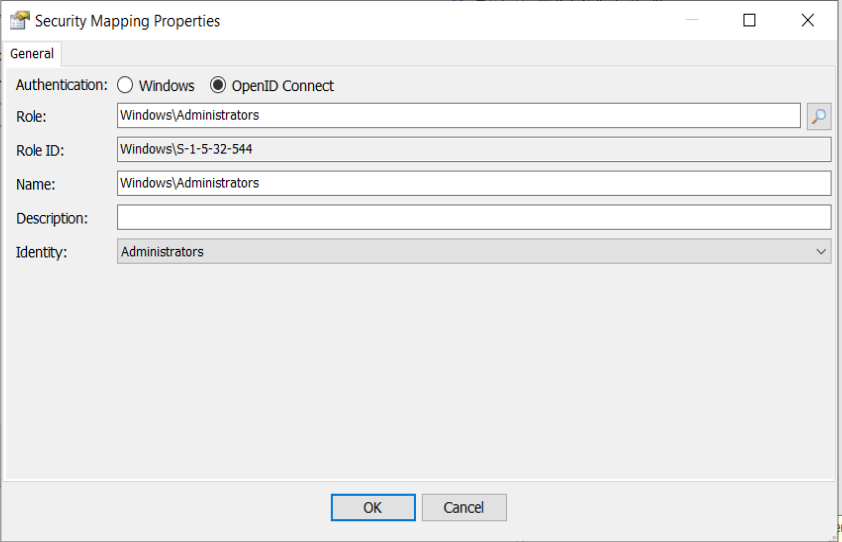 Security Mapping Properties
General
Authentication: Windows OpenID Connect
Role: Windows\Administrators
Role ID: Windows\S-1-5-32-544
Name: Windows\Administrators
Description:
Identity: Administrators
OK Cancel